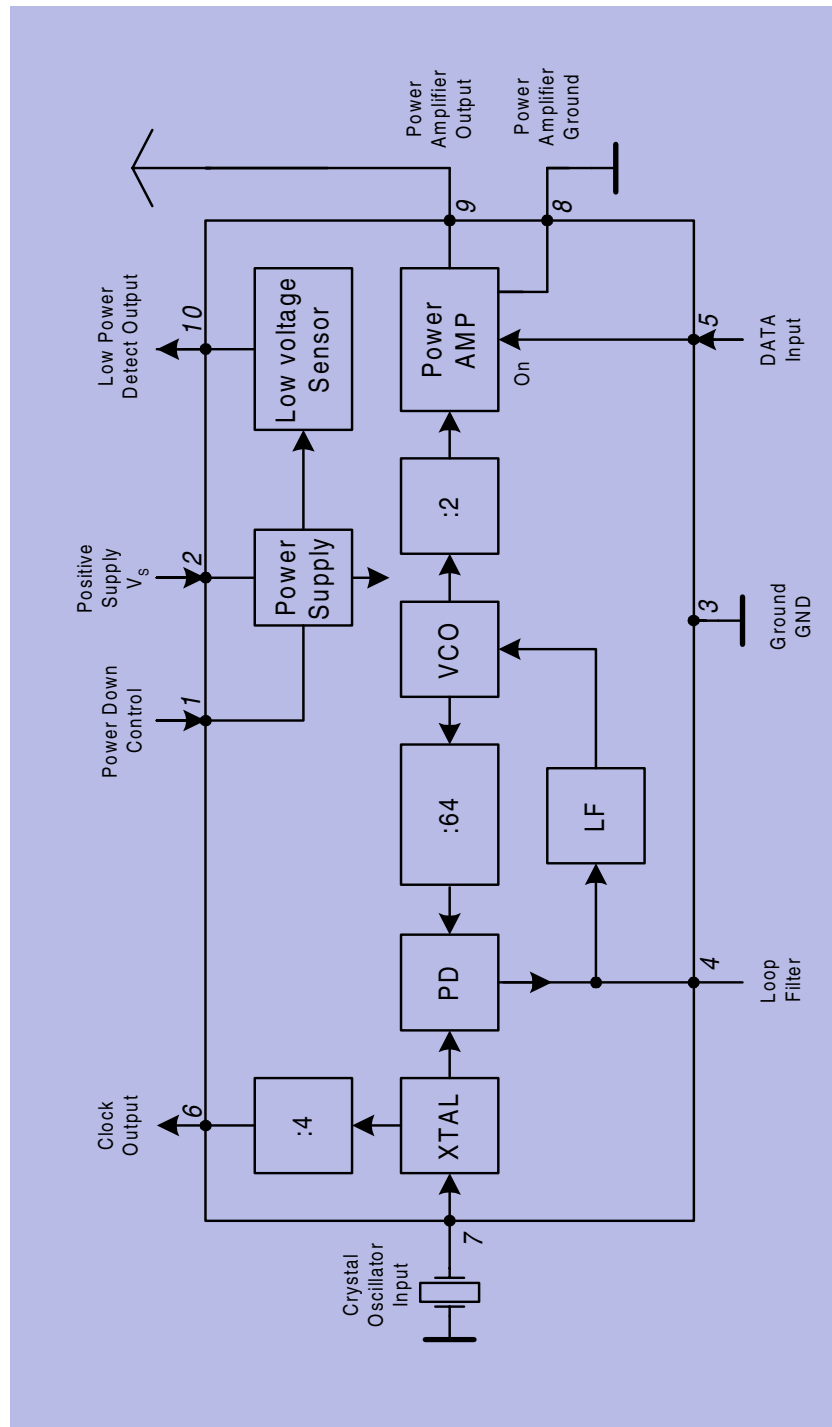 Clock
Output
6
Power Down
Control
1
Positive
Supply
VS
2
Low Power
Detect Output
10
:4
Power
Supply
Low voltage
Sensor
Crystal
Oscillator
Input
7
XTAL
PD
:64
VCO
:2
Power
AMP
On
Power
Amplifier
Output
9
Power
Amplifier
Ground
8
LF
Loop
Filter
4
Ground
GND
3
DATA
Input
5